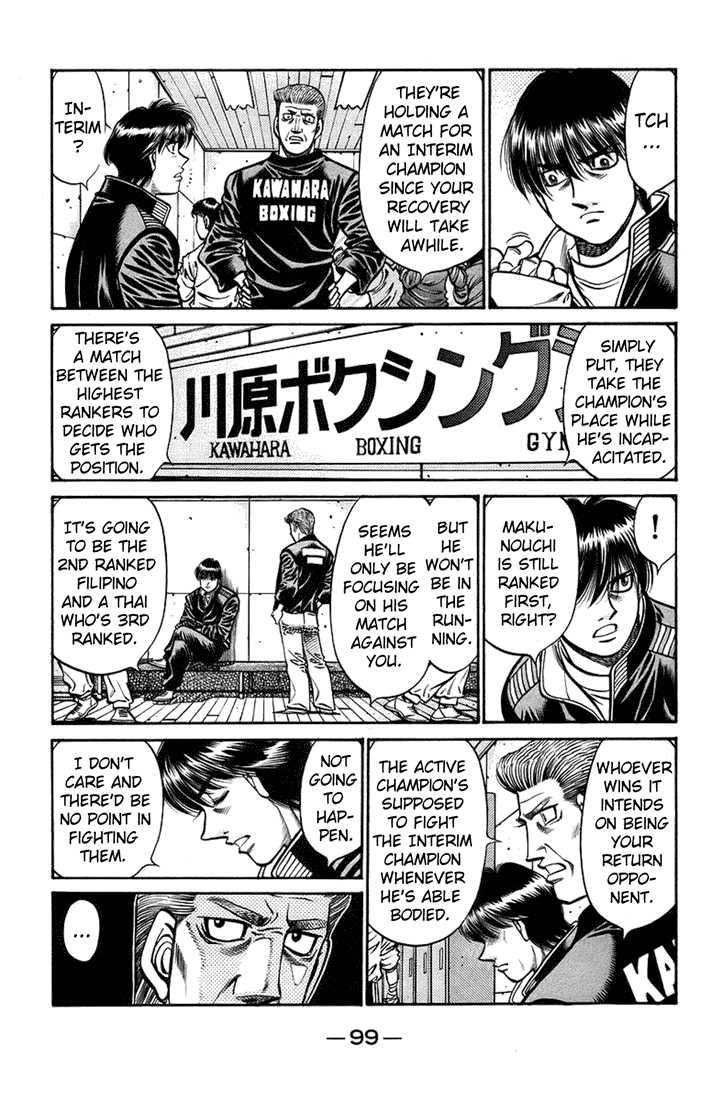 TCH
...
THEY'RE
HOLDING A
MATCH FOR
AN INTERIM
CHAMPION
SINCE YOUR
RECOVERY
WILL TAKE
AWHILE.
IN-
TERIM
?
KAWAHARA
BOXING
SIMPLY
PUT, THEY
TAKE THE
CHAMPION'S
PLACE WHILE
HE'S INCAP-
ACITATED.
川原ボクシングジ
KAWAHARA BOXING GYM
THERE'S
A MATCH
BETWEEN THE
HIGHEST
RANKERS TO
DECIDE WHO
GETS THE
POSITION.
!
MAKU-
NOUCHI
IS STILL
RANKED
FIRST,
RIGHT?
BUT
HE
WON'T
BE IN
THE
RUN-
NING.
SEEMS
HE'LL
ONLY BE
FOCUSING
ON HIS
MATCH
AGAINST
YOU.
IT'S GOING
TO BE THE
2ND RANKED
FILIPINO
AND A THAI
WHO'S 3RD
RANKED.
WHOEVER
WINS IT
INTENDS
ON BEING
YOUR
RETURN
OPPO-
NENT.
THE ACTIVE
CHAMPION'S
SUPPOSED
TO FIGHT
THE INTERIM
CHAMPION
WHENEVER
HE'S ABLE
BODIED.
KA
NOT
GOING
TO
HAP-
PEN.
I DON'T
CARE AND
THERE'D BE
NO POINT IN
FIGHTING
THEM.
...
—99—